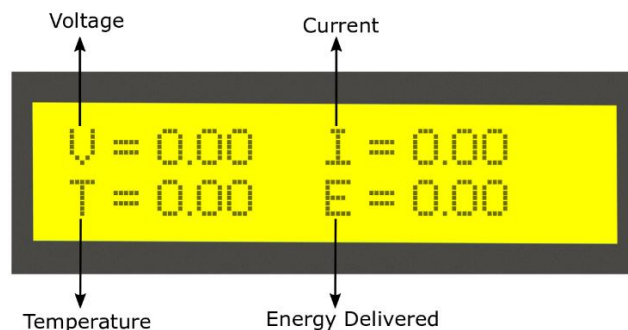 Voltage Current
V = 0.00 I = 0.00
T = 0.00 E = 0.00
Temperature Energy Delivered